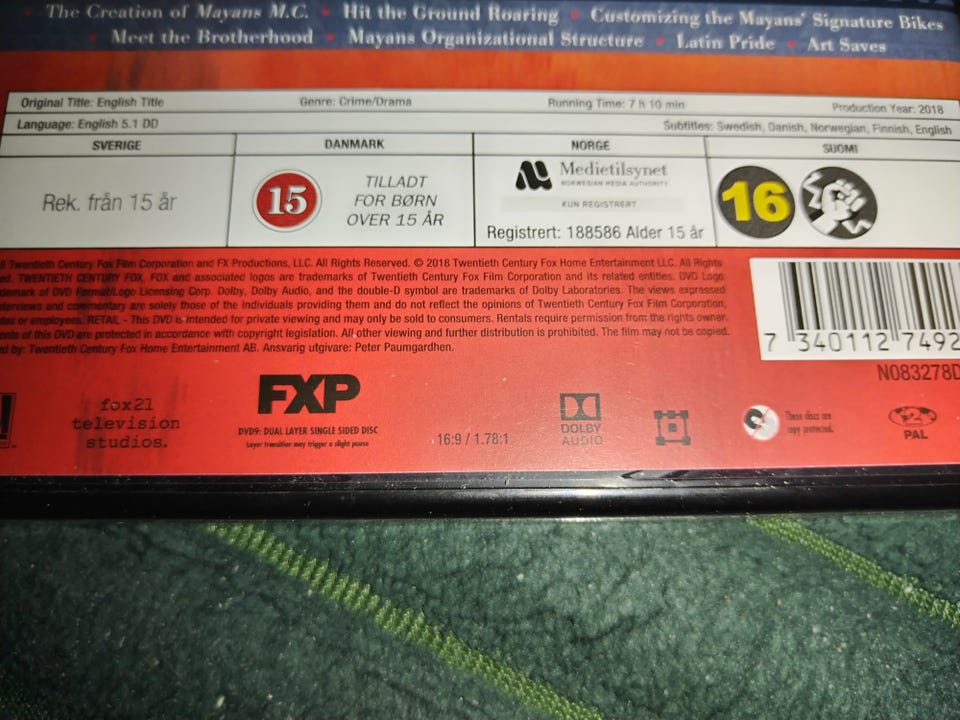 The Creation of Mayans M.C. • Hit the Ground Roaring • Customizing the Mayans' Signature Bikes
• Meet the Brotherhood • Mayans Organizational Structure • Latin Pride • Art Saves
Original Title: English Title Genre: Crime/Drama Running Time: 7 h 10 min Production Year: 2018
Language: English 5.1 DD Subtitles: Swedish, Danish, Norwegian, Finnish, English
SVERIGE DANMARK NORGE SUOMI
Rek. från 15 år
15
TILLADT
FOR BØRN
OVER 15 ÅR
Medietilsynet
NORWEGIAN MEDIA AUTHORITY
KUN REGISTRERT
Registrert: 188586 Alder 15 år
16
Twentieth Century Fox Film Corporation and FX Productions, LLC. All Rights Reserved. © 2018 Twentieth Century Fox Home Entertainment LLC. All Rights
TWENTIETH CENTURY FOX, FOX and associated logos are trademarks of Twentieth Century Fox Film Corporation and its related entities. DVD Logo
of DVD Format/Logo Licensing Corp. Dolby, Dolby Audio, and the double-D symbol are trademarks of Dolby Laboratories. The views expressed
and commentary are solely those of the individuals providing them and do not reflect the opinions of Twentieth Century Fox Film Corporation,
or employees. RETAIL - This DVD is intended for private viewing and may only be sold to consumers. Rentals require permission from the rights owner.
of this DVD are protected in accordance with copyright legislation. All other viewing and further distribution is prohibited. The film may not be copied.
by: Twentieth Century Fox Home Entertainment AB. Ansvarig utgivare: Peter Paumgardhen.
7 340112 7492
N083278D
fox21
television
studios.
FXP
DVD9: DUAL LAYER SINGLE SIDED DISC
Layer transition may trigger a slight pause
16:9 / 1.78:1
DOLBY
AUDIO
These discs are
copy protected.
PAL